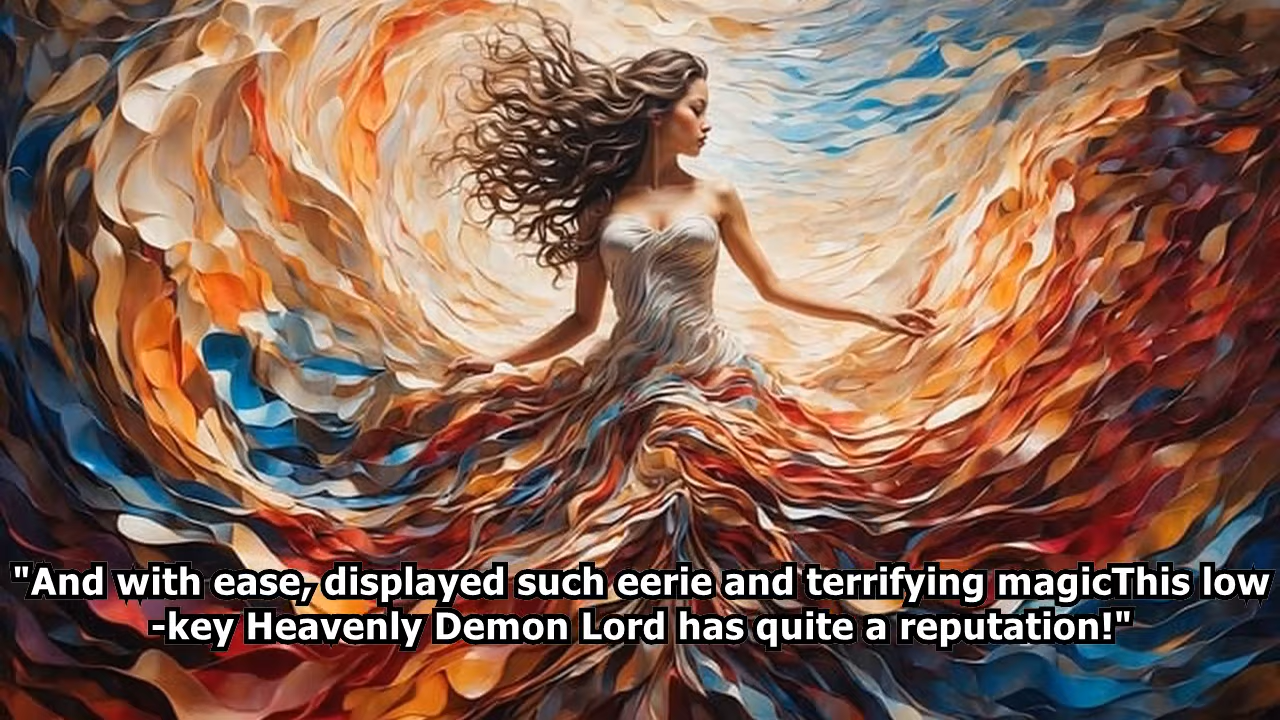 "And with ease, displayed such eerie and terrifying magicThis low
-key Heavenly Demon Lord has quite a reputation!"